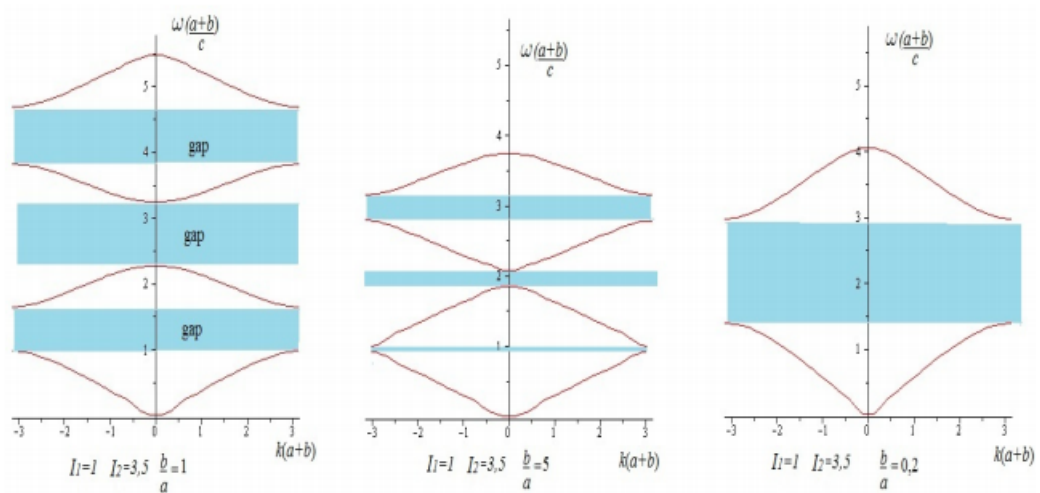 ω(a+b)
c
5
4
gap
3
gap
2
gap
1
-3 -2 -1 0 1 2 3
k(a+b)
I1=1 I2=3,5 b/a=1
ω(a+b)
c
5
4
3
2
1
-3 -2 -1 0 1 2 3
I1=1 I2=3,5 b/a=5 k(a+b)
ω(a+b)
c
5
4
3
2
1
-3 -2 -1 0 1 2 3
k(a+b)
I1=1 I2=3,5 b/a=0,2